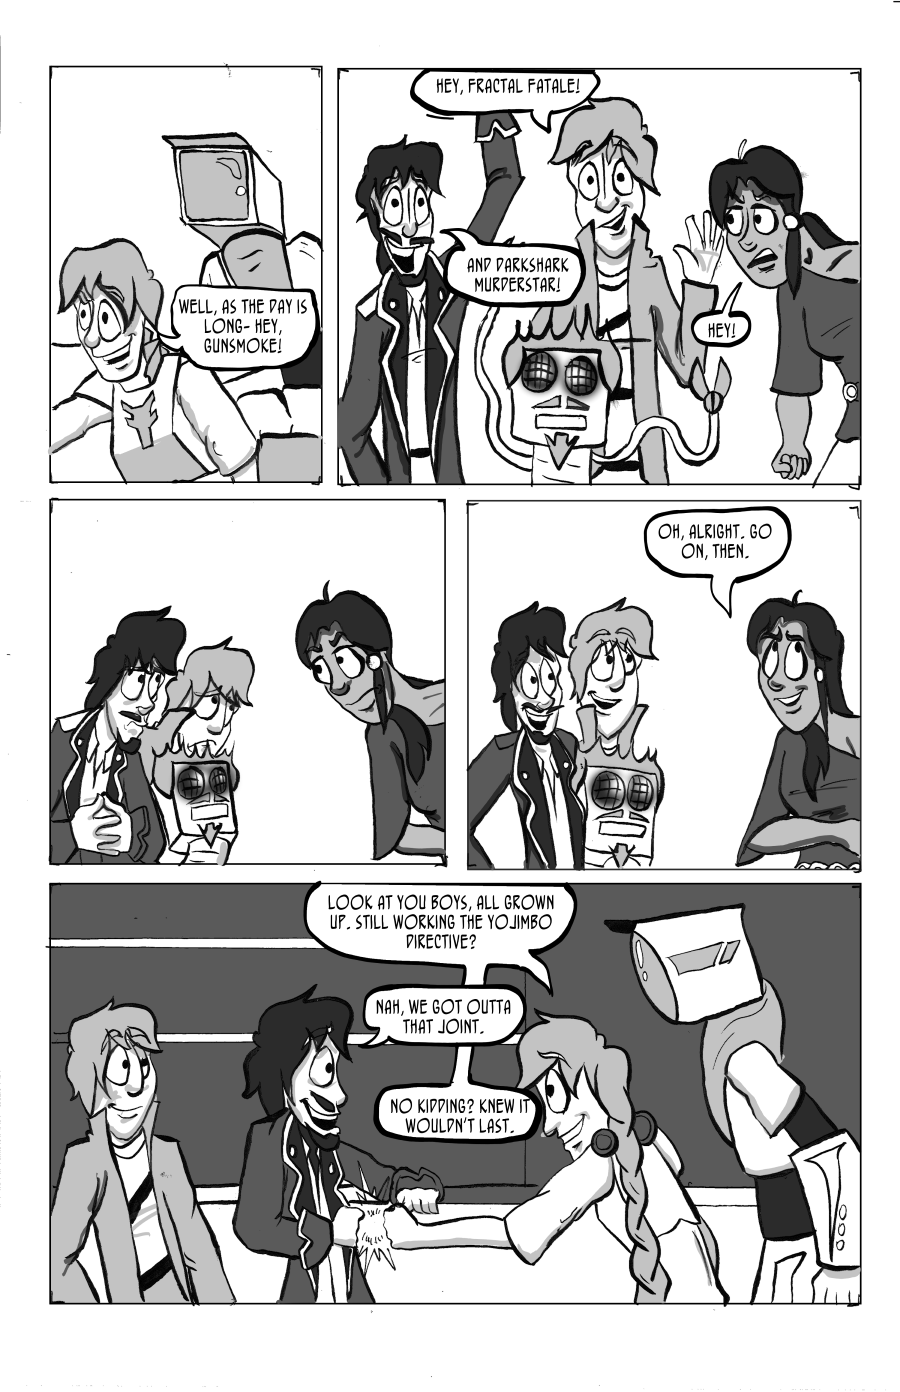 WELL, AS THE DAY IS
LONG- HEY,
GUNSMOKE!
HEY, FRACTAL FATALE!
AND DARKSHARK
MURDERSTAR!
HEY!
OH, ALRIGHT. GO
ON, THEN.
LOOK AT YOU BOYS, ALL GROWN
UP. STILL WORKING THE YOJIMBO
DIRECTIVE?
NAH, WE GOT OUTTA
THAT JOINT.
NO KIDDING? KNEW IT
WOULDN'T LAST.